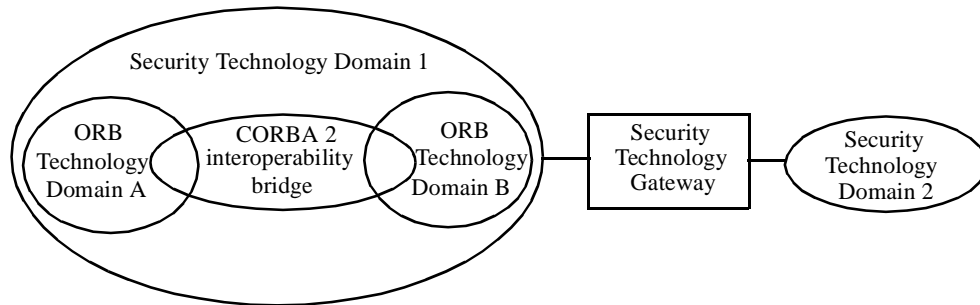 Security Technology Domain 1
ORB
Technology
Domain A
CORBA 2
interoperability
bridge
ORB
Technology
Domain B
Security
Technology
Gateway
Security
Technology
Domain 2